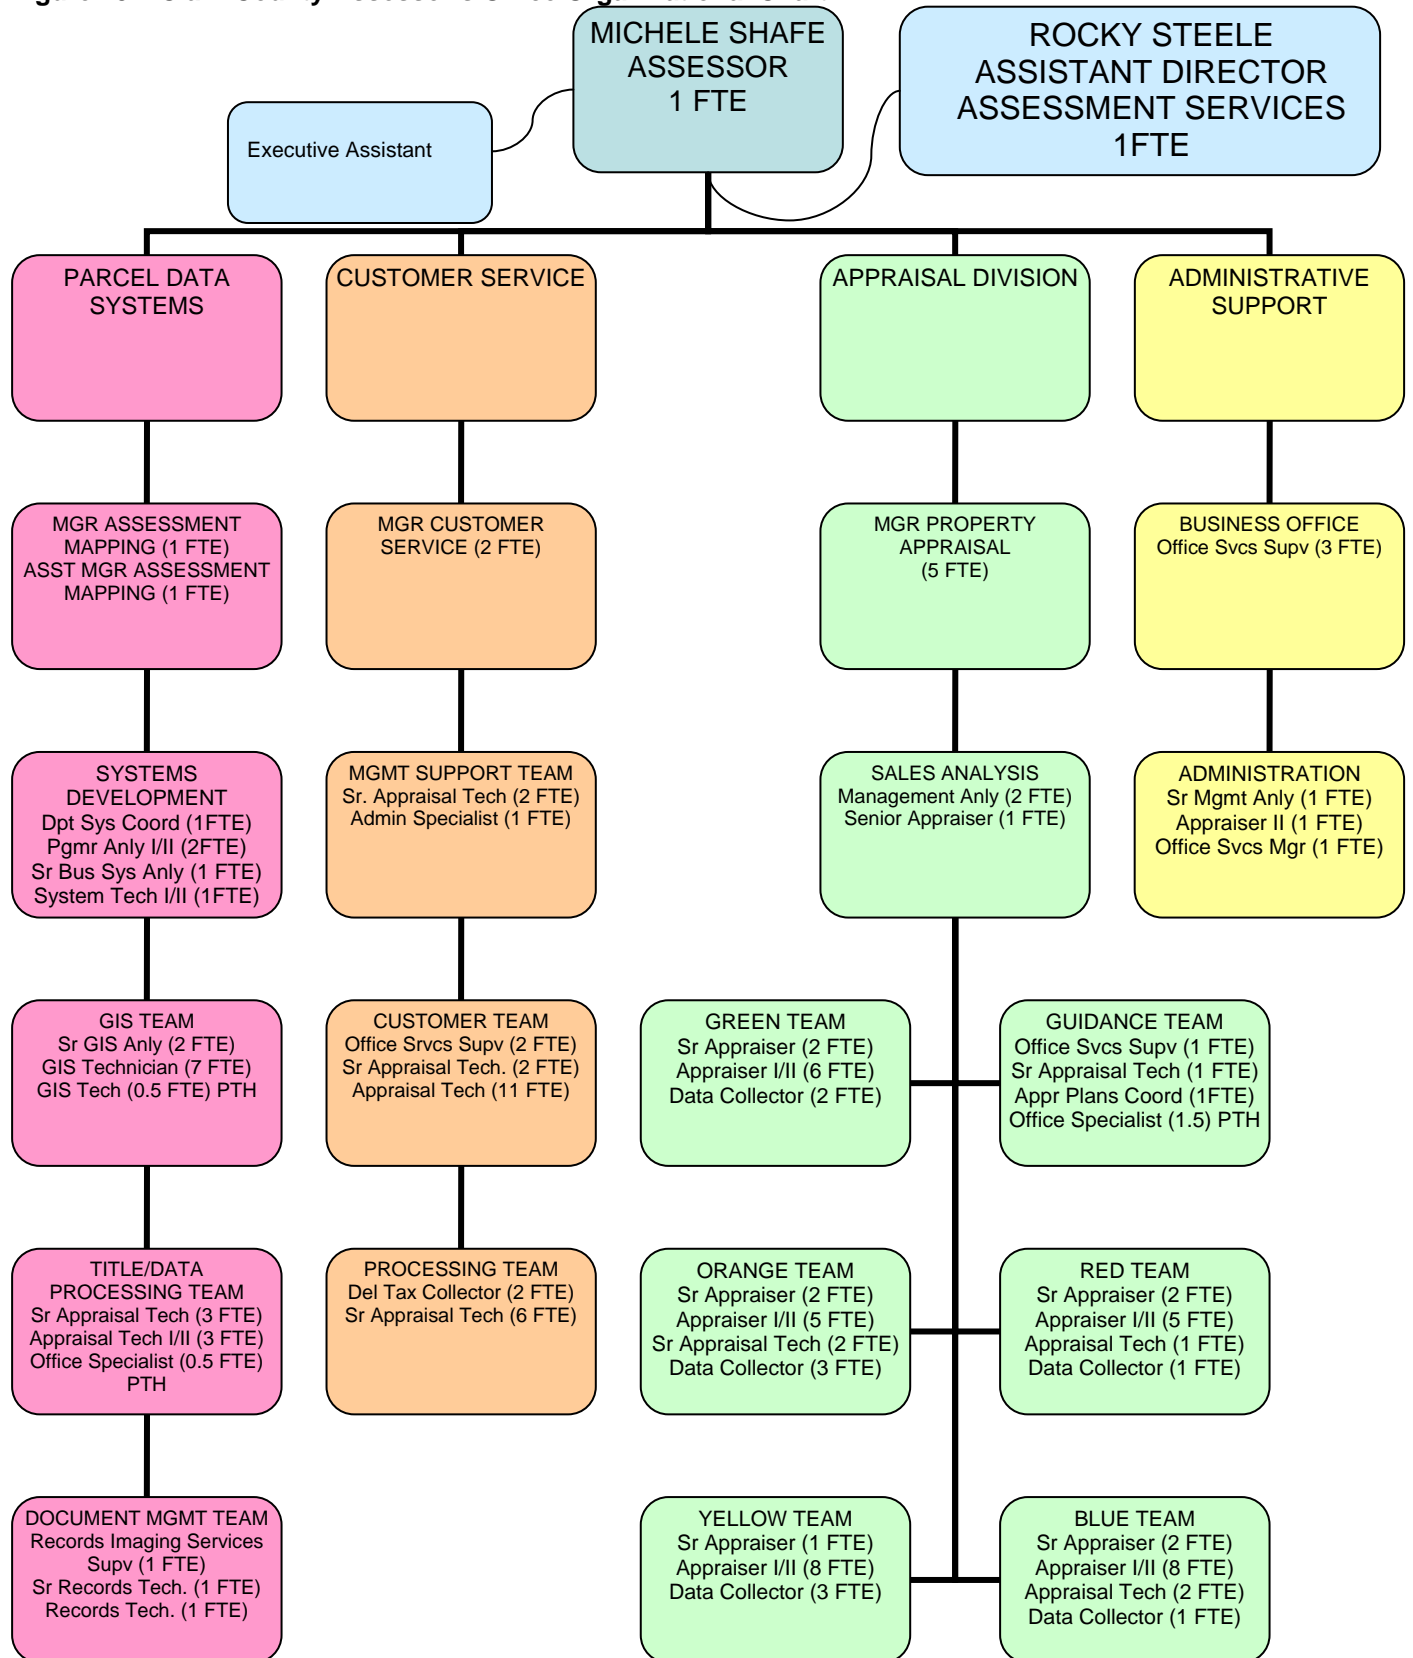 MICHELE SHAFE
ASSESSOR
1 FTE
ROCKY STEELE
ASSISTANT DIRECTOR
ASSESSMENT SERVICES
1FTE
Executive Assistant
PARCEL DATA
SYSTEMS
CUSTOMER SERVICE
APPRAISAL DIVISION
ADMINISTRATIVE
SUPPORT
MGR ASSESSMENT
MAPPING (1 FTE)
ASST MGR ASSESSMENT
MAPPING (1 FTE)
MGR CUSTOMER
SERVICE (2 FTE)
MGR PROPERTY
APPRAISAL
(5 FTE)
BUSINESS OFFICE
Office Svcs Supv (3 FTE)
SYSTEMS
DEVELOPMENT
Dpt Sys Coord (1FTE)
Pgmr Anly I/II (2FTE)
Sr Bus Sys Anly (1 FTE)
System Tech I/II (1FTE)
MGMT SUPPORT TEAM
Sr. Appraisal Tech (2 FTE)
Admin Specialist (1 FTE)
SALES ANALYSIS
Management Anly (2 FTE)
Senior Appraiser (1 FTE)
ADMINISTRATION
Sr Mgmt Anly (1 FTE)
Appraiser II (1 FTE)
Office Svcs Mgr (1 FTE)
GIS TEAM
Sr GIS Anly (2 FTE)
GIS Technician (7 FTE)
GIS Tech (0.5 FTE) PTH
CUSTOMER TEAM
Office Srvcs Supv (2 FTE)
Sr Appraisal Tech. (2 FTE)
Appraisal Tech (11 FTE)
GREEN TEAM
Sr Appraiser (2 FTE)
Appraiser I/II (6 FTE)
Data Collector (2 FTE)
GUIDANCE TEAM
Office Svcs Supv (1 FTE)
Sr Appraisal Tech (1 FTE)
Appr Plans Coord (1FTE)
Office Specialist (1.5) PTH
TITLE/DATA
PROCESSING TEAM
Sr Appraisal Tech (3 FTE)
Appraisal Tech I/II (3 FTE)
Office Specialist (0.5 FTE)
PTH
PROCESSING TEAM
Del Tax Collector (2 FTE)
Sr Appraisal Tech (6 FTE)
ORANGE TEAM
Sr Appraiser (2 FTE)
Appraiser I/II (5 FTE)
Sr Appraisal Tech (2 FTE)
Data Collector (3 FTE)
RED TEAM
Sr Appraiser (2 FTE)
Appraiser I/II (5 FTE)
Appraisal Tech (1 FTE)
Data Collector (1 FTE)
DOCUMENT MGMT TEAM
Records Imaging Services
Supv (1 FTE)
Sr Records Tech. (1 FTE)
Records Tech. (1 FTE)
YELLOW TEAM
Sr Appraiser (1 FTE)
Appraiser I/II (8 FTE)
Data Collector (3 FTE)
BLUE TEAM
Sr Appraiser (2 FTE)
Appraiser I/II (8 FTE)
Appraisal Tech (2 FTE)
Data Collector (1 FTE)